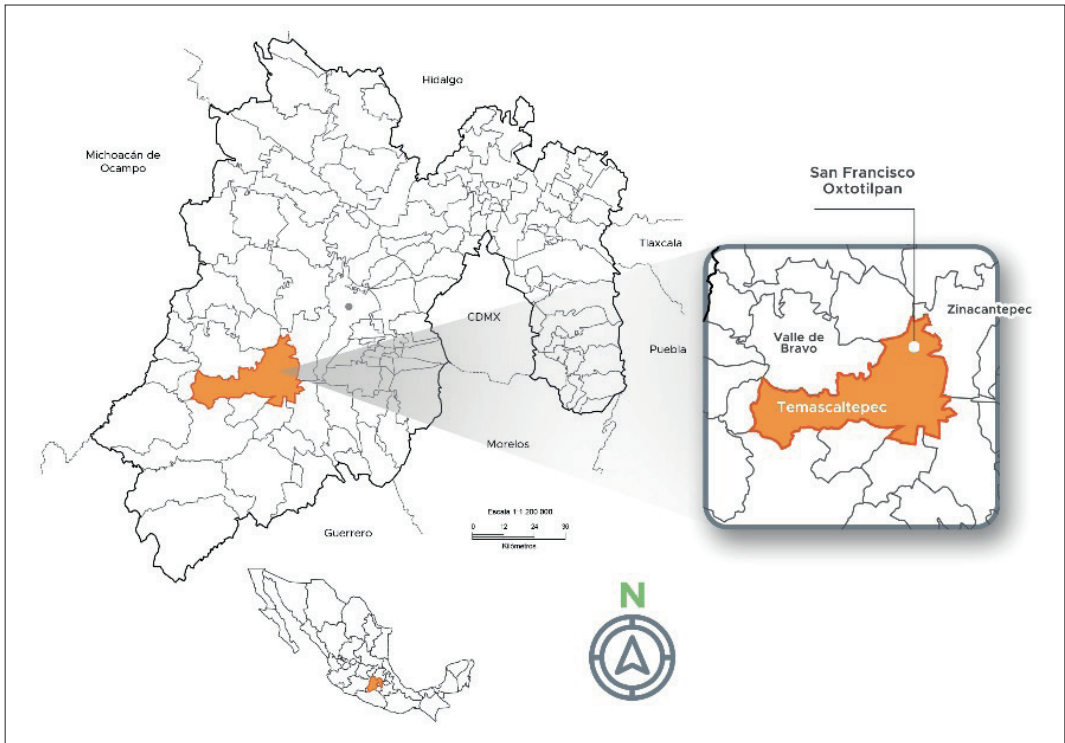 Hidalgo
Michoacán de
Ocampo
San Francisco
Oxtotilpan
Tlaxcala
CDMX
Puebla
Zinacantepec
Valle de
Bravo
Temascaltepec
Morelos
Guerrero
Escala 1:1 200 000
0 12 24 36
Kilómetros
N